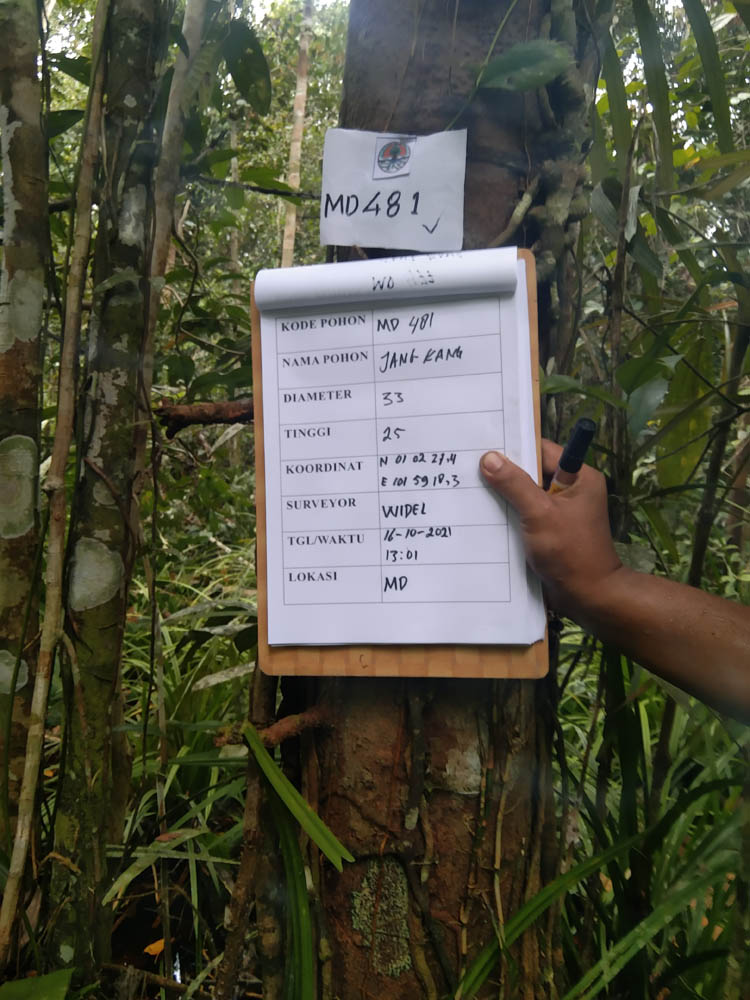 MD481
WD
KODE POHON MD 481
NAMA POHON JANG KANG
DIAMETER 33
TINGGI 25
KOORDINAT N 01 02 27.4
E 101 59 18.3
SURVEYOR WIDEL
TGL/WAKTU 16-10-2021
13:01
LOKASI MD